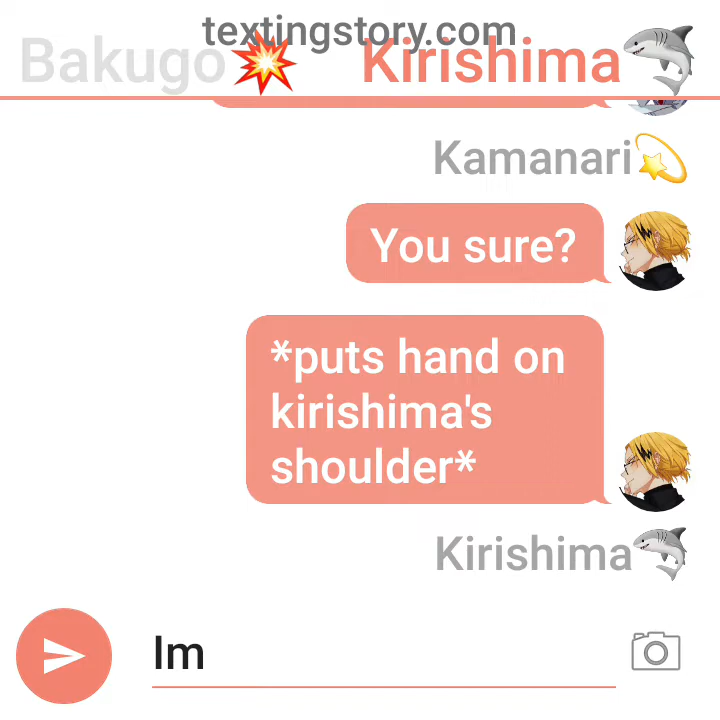 textingstory.com
Bakugo💥 Kirishima🦈
Kamanari💫
You sure?
*puts hand on
kirishima's
shoulder*
Kirishima🦈
Im